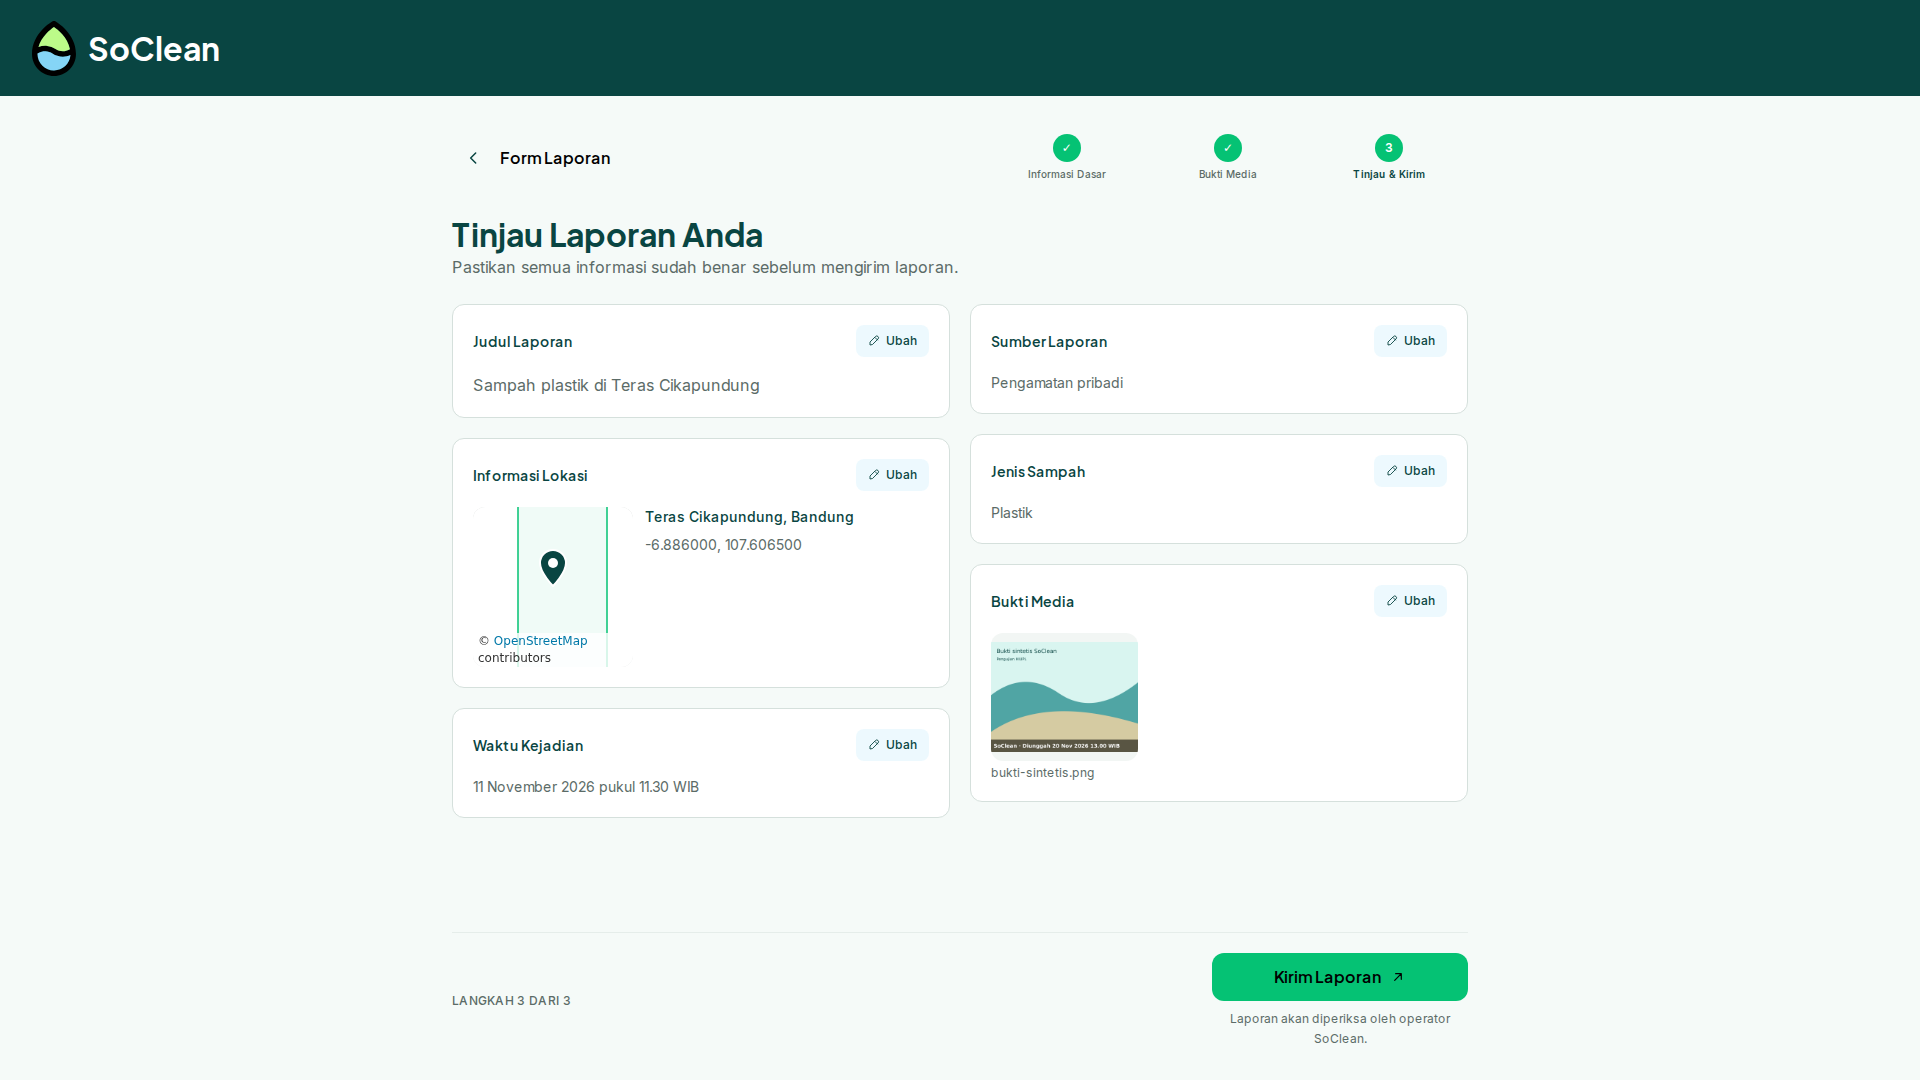 SoClean
Form Laporan
✓
Informasi Dasar
✓
Bukti Media
3
Tinjau & Kirim
Tinjau Laporan Anda
Pastikan semua informasi sudah benar sebelum mengirim laporan.
Judul Laporan
Ubah
Sampah plastik di Teras Cikapundung
Informasi Lokasi
Ubah
Teras Cikapundung, Bandung
-6.886000, 107.606500
© OpenStreetMap
contributors
Waktu Kejadian
Ubah
11 November 2026 pukul 11.30 WIB
Sumber Laporan
Ubah
Pengamatan pribadi
Jenis Sampah
Ubah
Plastik
Bukti Media
Ubah
Bukti sintetis SoClean
SoClean - Diunggah 20 Nov 2026 13.00 WIB
bukti-sintetis.png
LANGKAH 3 DARI 3
Kirim Laporan
Laporan akan diperiksa oleh operator
SoClean.